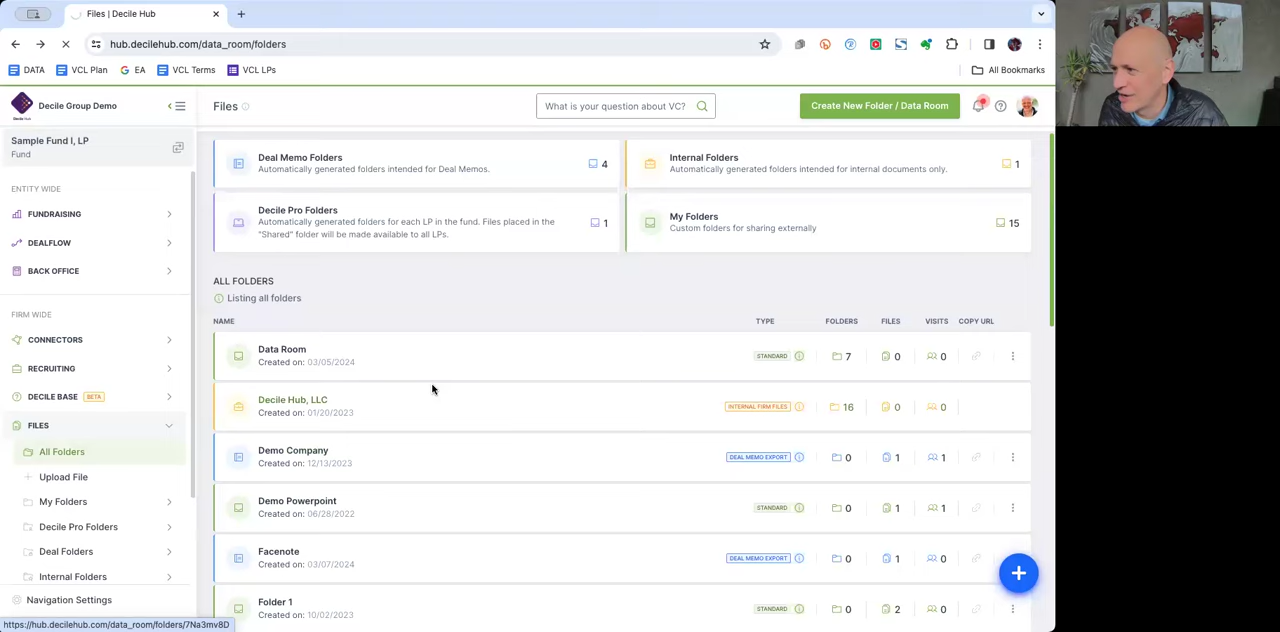 Files | Decile Hub
hub.decilehub.com/data_room/folders
DATA
VCL Plan
EA
VCL Terms
VCL LPs
All Bookmarks
Decile Group Demo
Files
What is your question about VC?
Create New Folder / Data Room
Sample Fund I, LP
Fund
ENTITY WIDE
FUNDRAISING
DEALFLOW
BACK OFFICE
FIRM WIDE
CONNECTORS
RECRUITING
DECILE BASE BETA
FILES
All Folders
Upload File
My Folders
Decile Pro Folders
Deal Folders
Internal Folders
Navigation Settings
https://hub.decilehub.com/data_room/folders/7Na3mv8D
Deal Memo Folders
Automatically generated folders intended for Deal Memos.
4
Internal Folders
Automatically generated folders intended for internal documents only.
1
Decile Pro Folders
Automatically generated folders for each LP in the fund. Files placed in the
"Shared" folder will be made available to all LPs.
1
My Folders
Custom folders for sharing externally
15
ALL FOLDERS
Listing all folders
NAME TYPE FOLDERS FILES VISITS COPY URL
Data Room
Created on: 03/05/2024
STANDARD 7 0 0
Decile Hub, LLC
Created on: 01/20/2023
INTERNAL FIRM FILES 16 0 0
Demo Company
Created on: 12/13/2023
DEAL MEMO EXPORT 0 1 1
Demo Powerpoint
Created on: 06/28/2022
STANDARD 0 1 1
Facenote
Created on: 03/07/2024
DEAL MEMO EXPORT 0 1 0
Folder 1
Created on: 10/02/2023
STANDARD 0 2 0